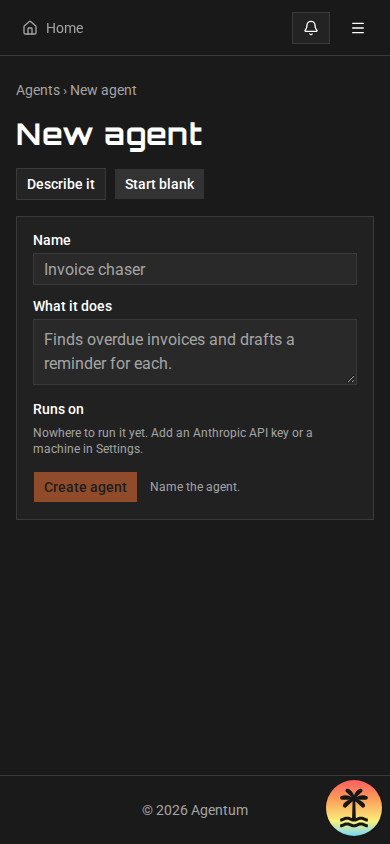 Home
Agents › New agent
New agent
Describe it
Start blank
Name
Invoice chaser
What it does
Finds overdue invoices and drafts a
reminder for each.
Runs on
Nowhere to run it yet. Add an Anthropic API key or a
machine in Settings.
Create agent
Name the agent.
© 2026 Agentum